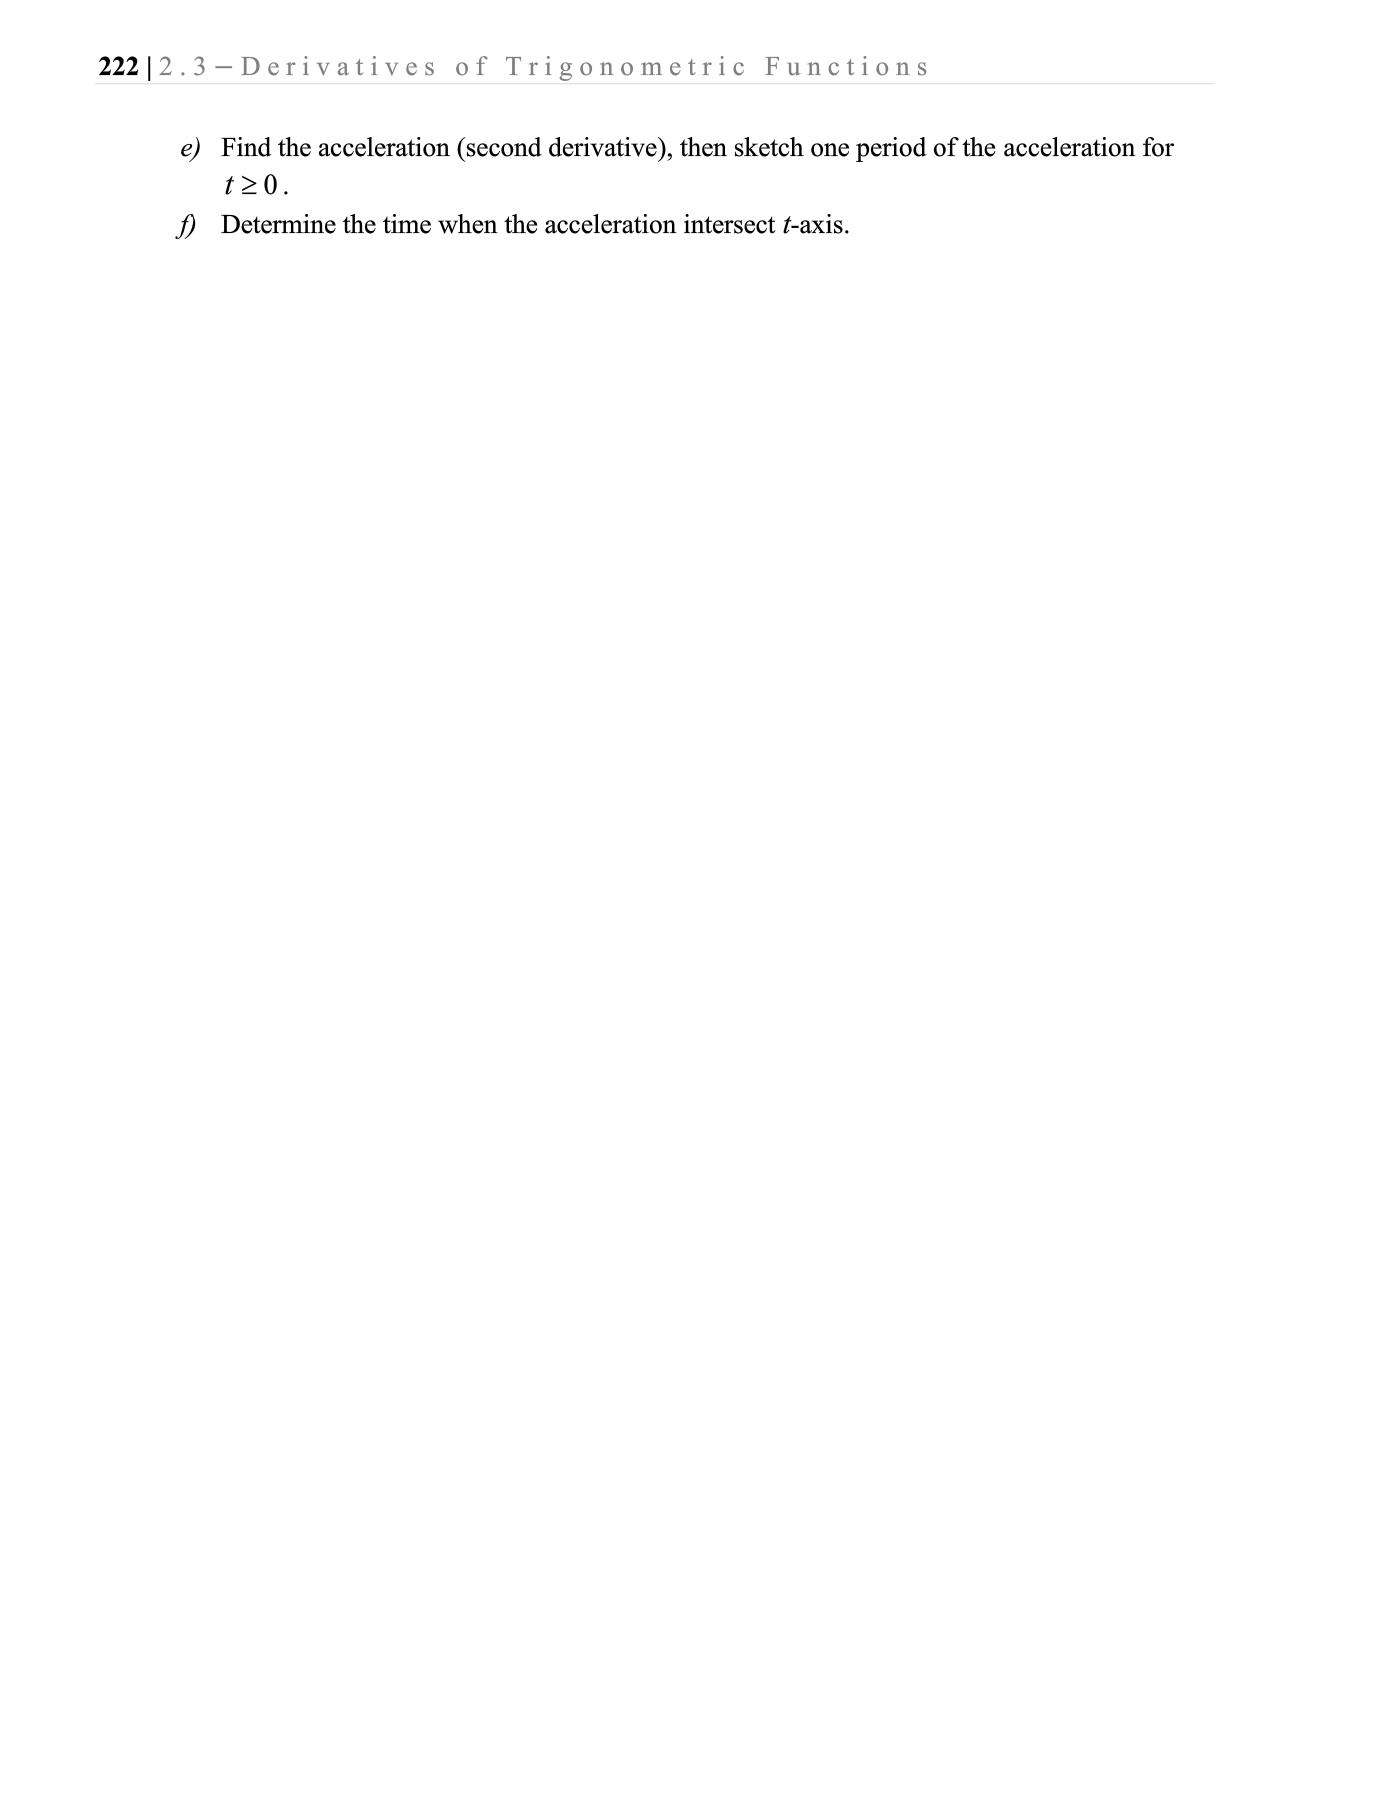 222 | 2.3 – Derivatives of Trigonometric Functions
e) Find the acceleration (second derivative), then sketch one period of the acceleration for
t ≥ 0.
f) Determine the time when the acceleration intersect t-axis.